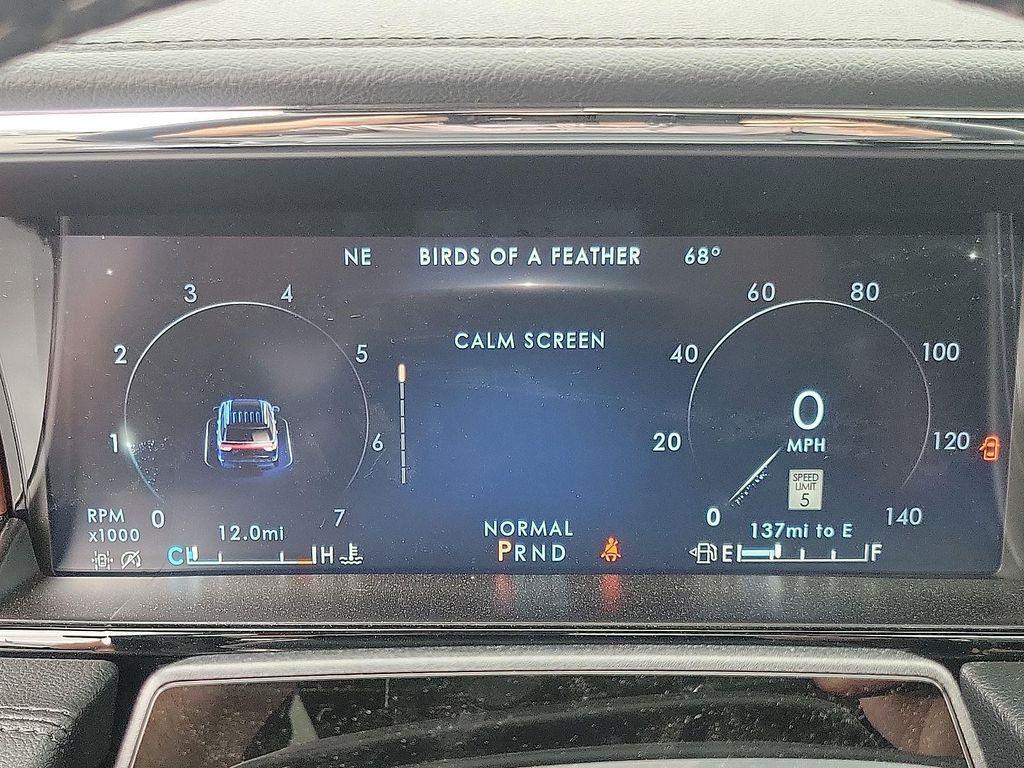 NE BIRDS OF A FEATHER 68°
CALM SCREEN
0 1 2 3 4 5 6 7
RPM
x1000
12.0mi
C H
NORMAL
PRND
0 20 40 60 80 100 120 140
0
MPH
SPEED
LIMIT
5
137mi to E
E F